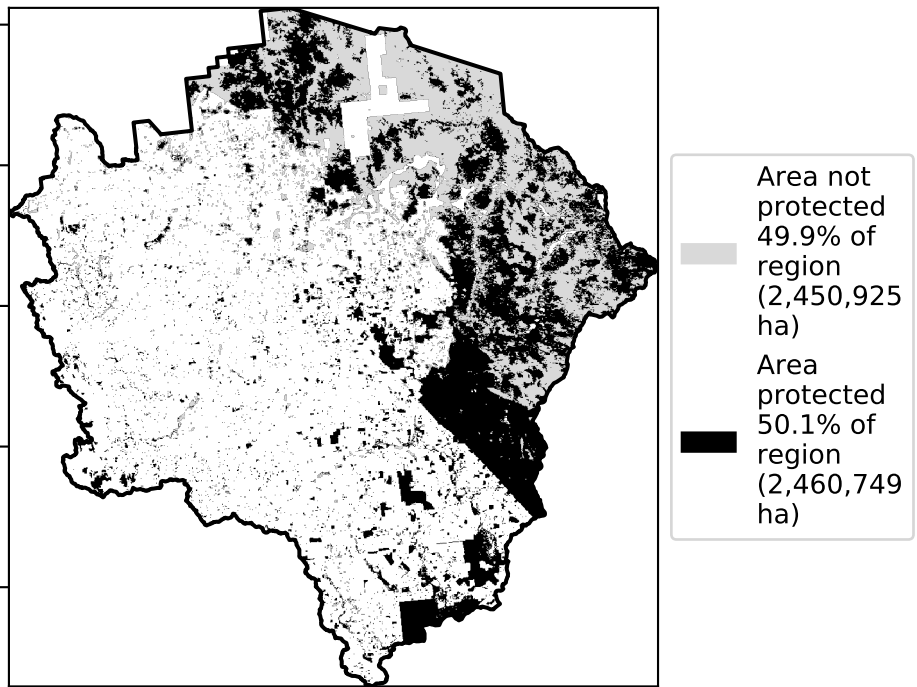 Area not
protected
49.9% of
region
(2,450,925
ha)
Area
protected
50.1% of
region
(2,460,749
ha)